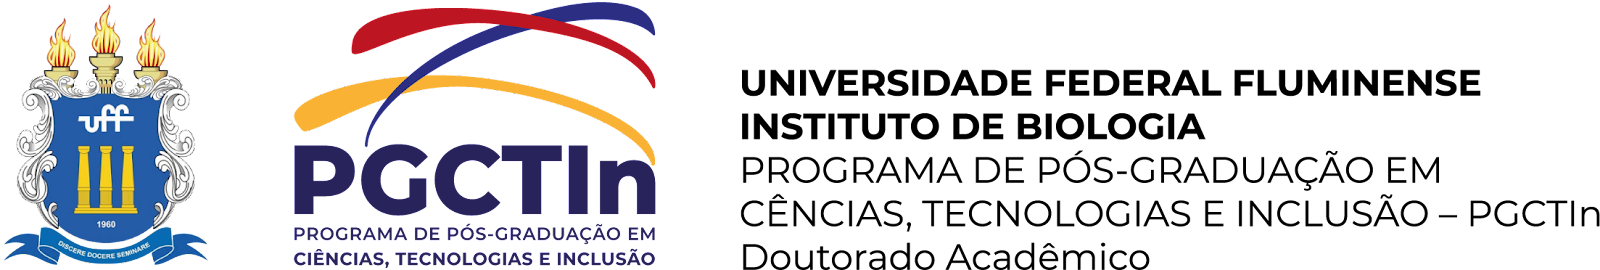 uff
1960
DISCERE DOCERE SEMINARE
PGCTIn
PROGRAMA DE PÓS-GRADUAÇÃO EM
CIÊNCIAS, TECNOLOGIAS E INCLUSÃO
UNIVERSIDADE FEDERAL FLUMINENSE
INSTITUTO DE BIOLOGIA
PROGRAMA DE PÓS-GRADUAÇÃO EM
CÊNCIAS, TECNOLOGIAS E INCLUSÃO – PGCTIn
Doutorado Acadêmico